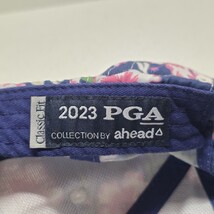 Classic Fit
2023 PGA
COLLECTION BY ahead